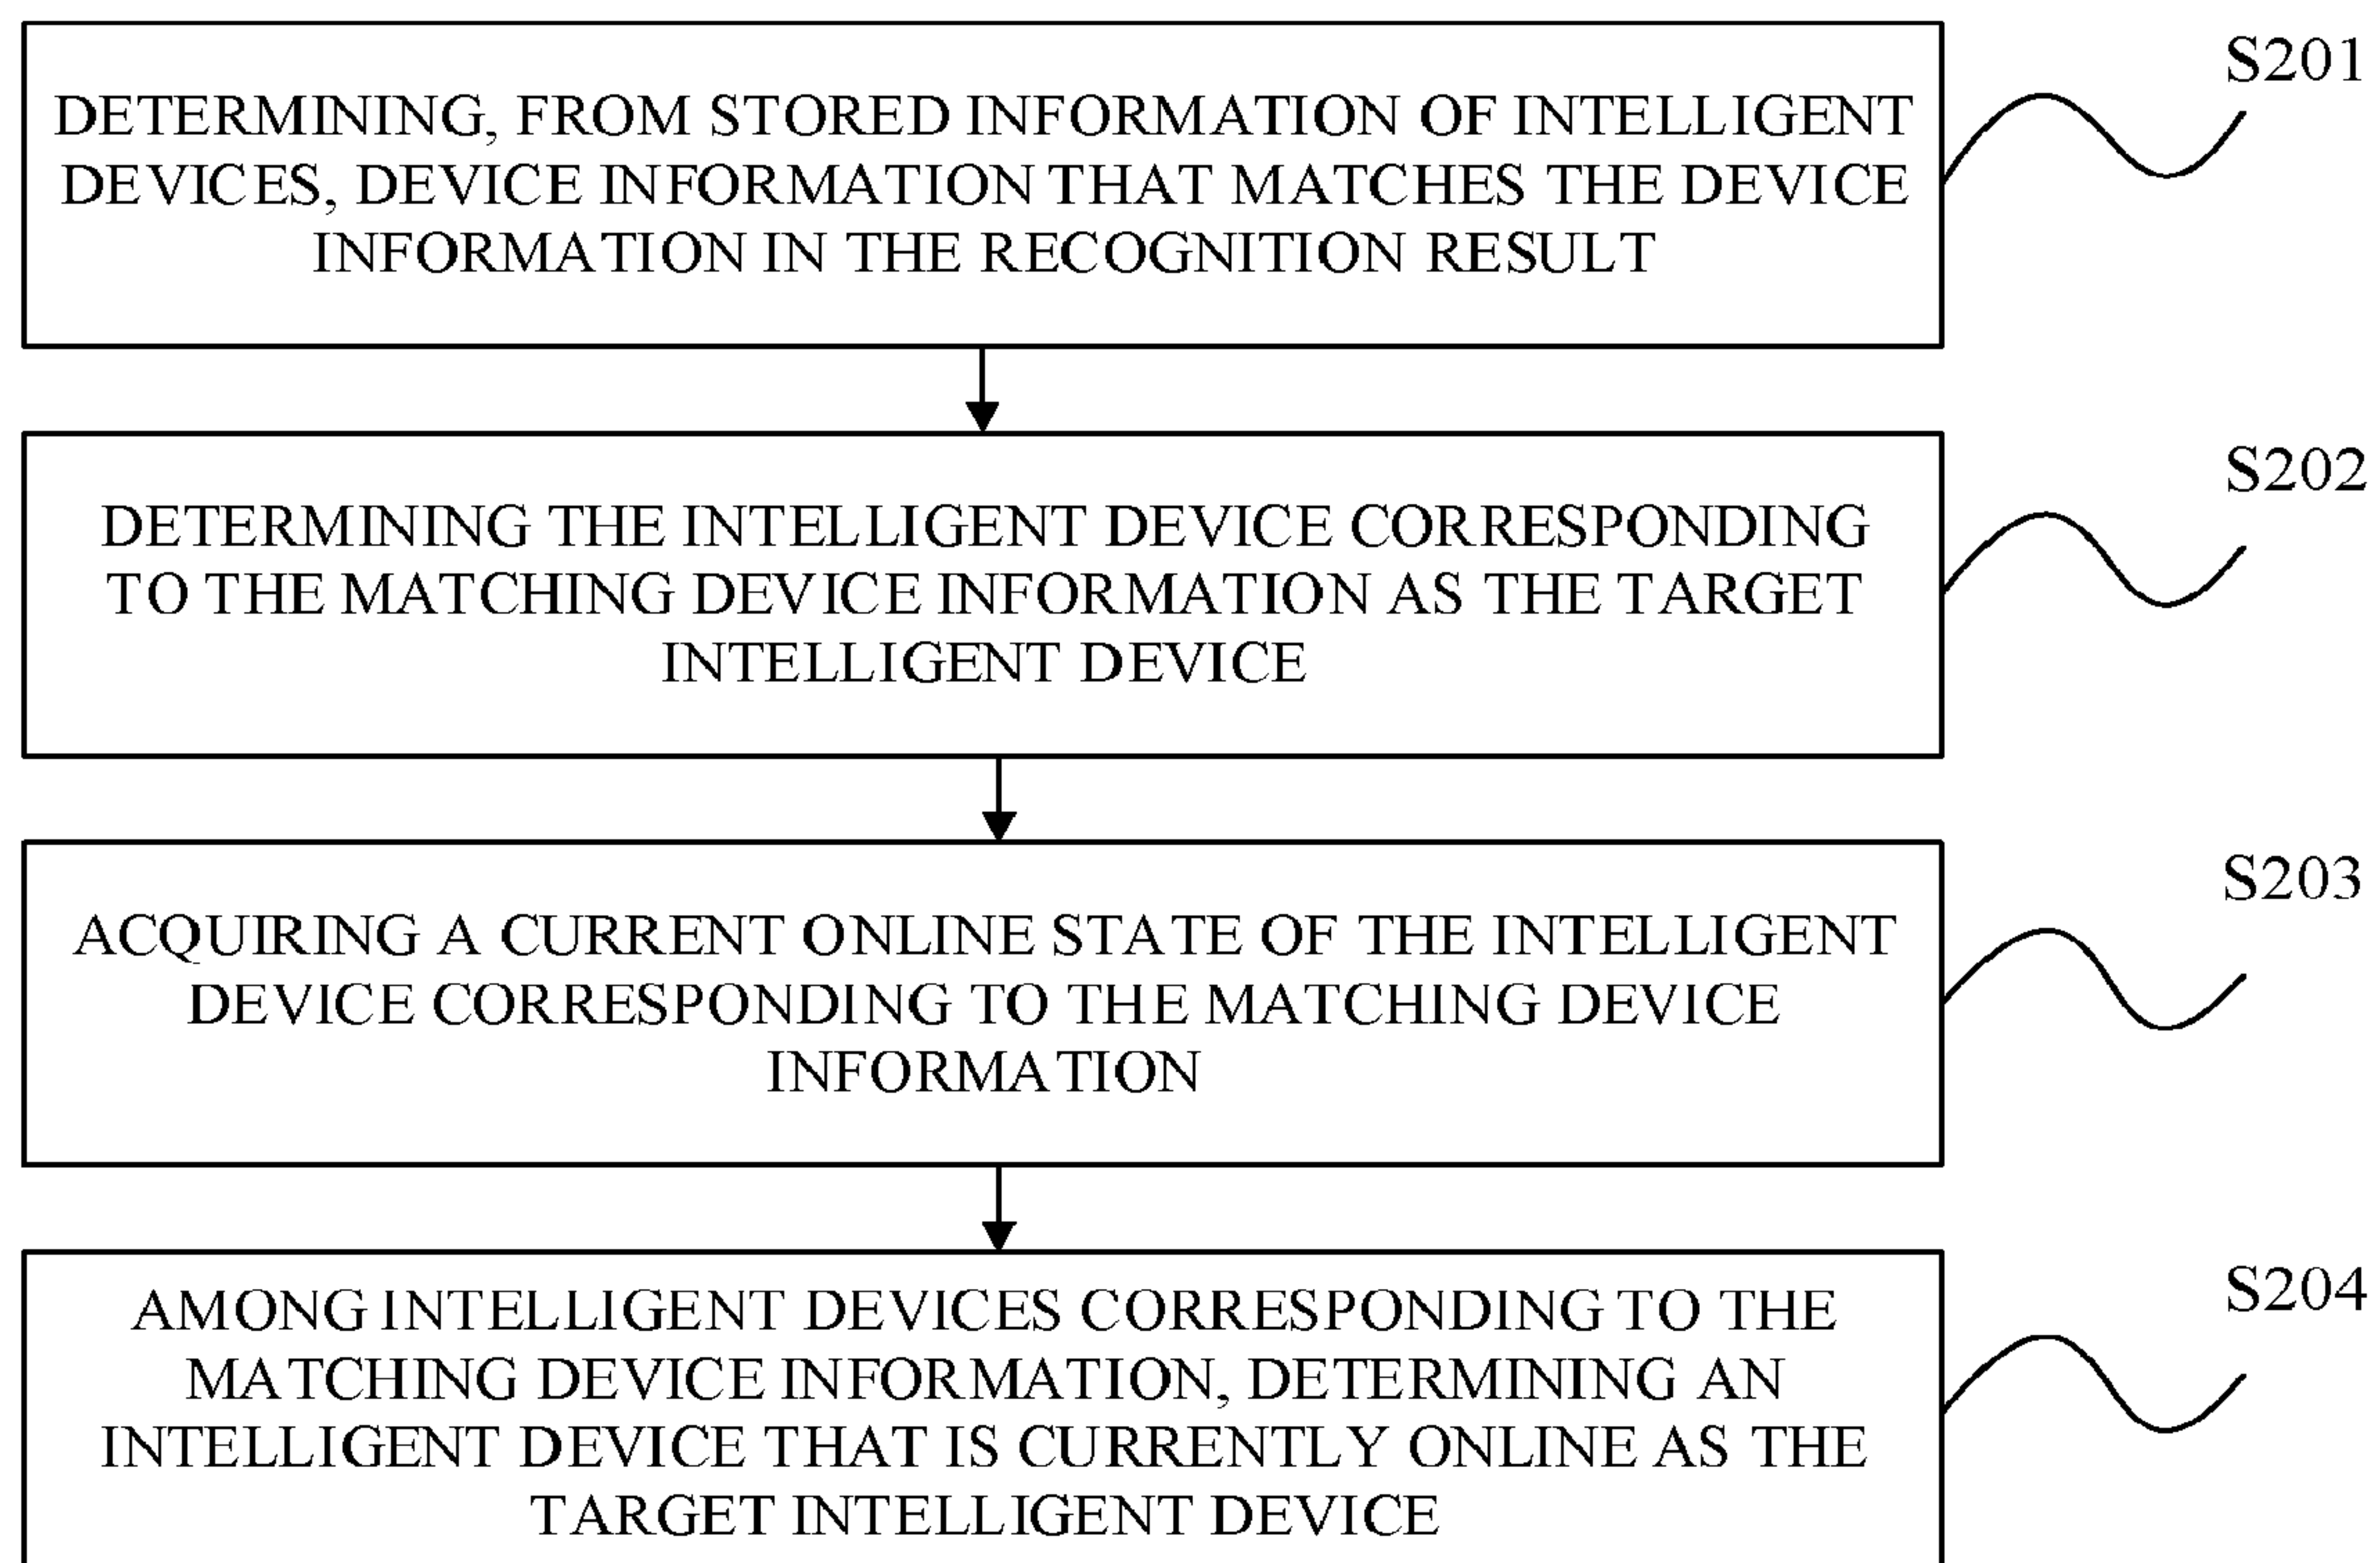 S201
DETERMINING, FROM STORED INFORMATION OF INTELLIGENT
DEVICES, DEVICE INFORMATION THAT MATCHES THE DEVICE
INFORMATION IN THE RECOGNITION RESULT
S202
DETERMINING THE INTELLIGENT DEVICE CORRESPONDING
TO THE MATCHING DEVICE INFORMATION AS THE TARGET
INTELLIGENT DEVICE
S203
ACQUIRING A CURRENT ONLINE STATE OF THE INTELLIGENT
DEVICE CORRESPONDING TO THE MATCHING DEVICE
INFORMATION
S204
AMONG INTELLIGENT DEVICES CORRESPONDING TO THE
MATCHING DEVICE INFORMATION, DETERMINING AN
INTELLIGENT DEVICE THAT IS CURRENTLY ONLINE AS THE
TARGET INTELLIGENT DEVICE